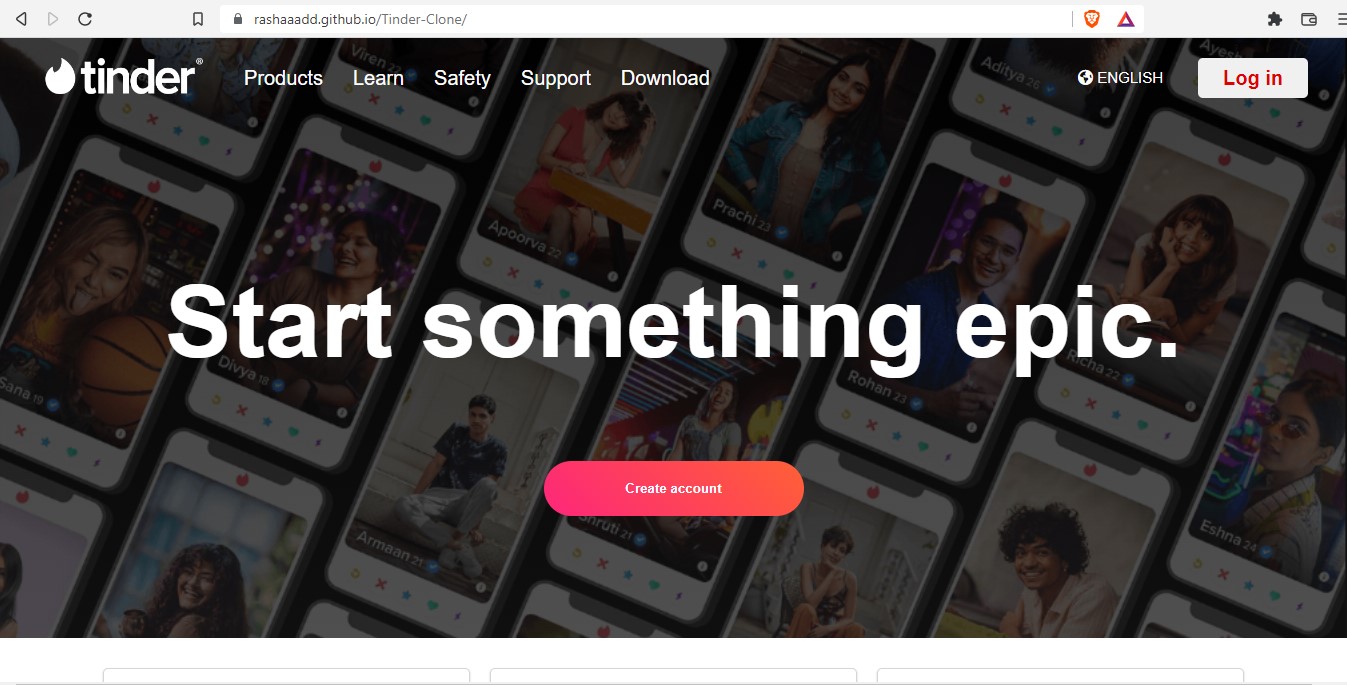 rashaaadd.github.io/Tinder-Clone/
tinder®
Products Learn Safety Support Download
ENGLISH
Log in
Viren 22
Aditya 26
Ayesh
Apoorva 22
Prachi 23
Start something epic.
Sana 19
Divya 18
Rohan 23
Richa 22
Create account
Armaan 21
Shruti 21
Eshna 24